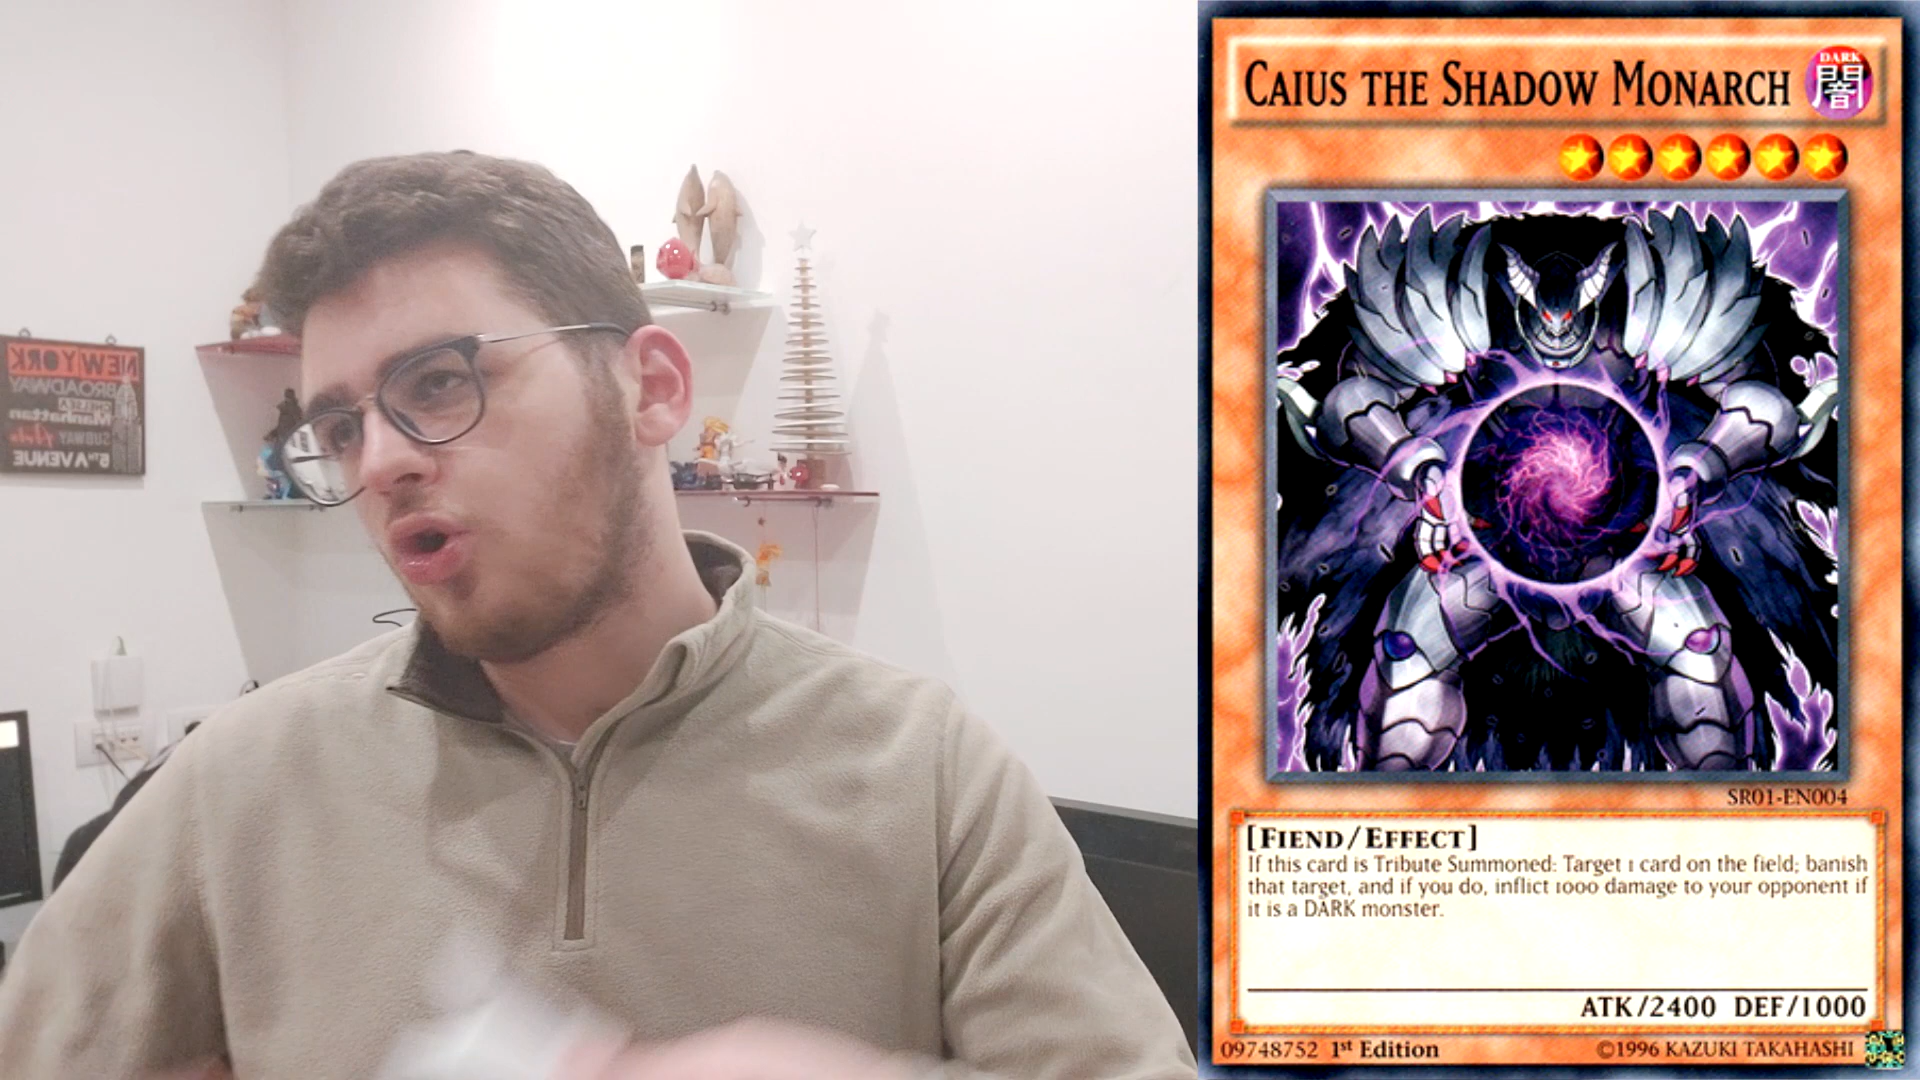 NEW YORK
BROADWAY
CHELSEA
Manhattan
SUBWAY
5TH AVENUE
CAIUS THE SHADOW MONARCH
DARK
闇
SR01-EN004
[FIEND/EFFECT]
If this card is Tribute Summoned: Target 1 card on the field; banish
that target, and if you do, inflict 1000 damage to your opponent if
it is a DARK monster.
ATK/2400 DEF/1000
09748752 1st Edition
©1996 KAZUKI TAKAHASHI